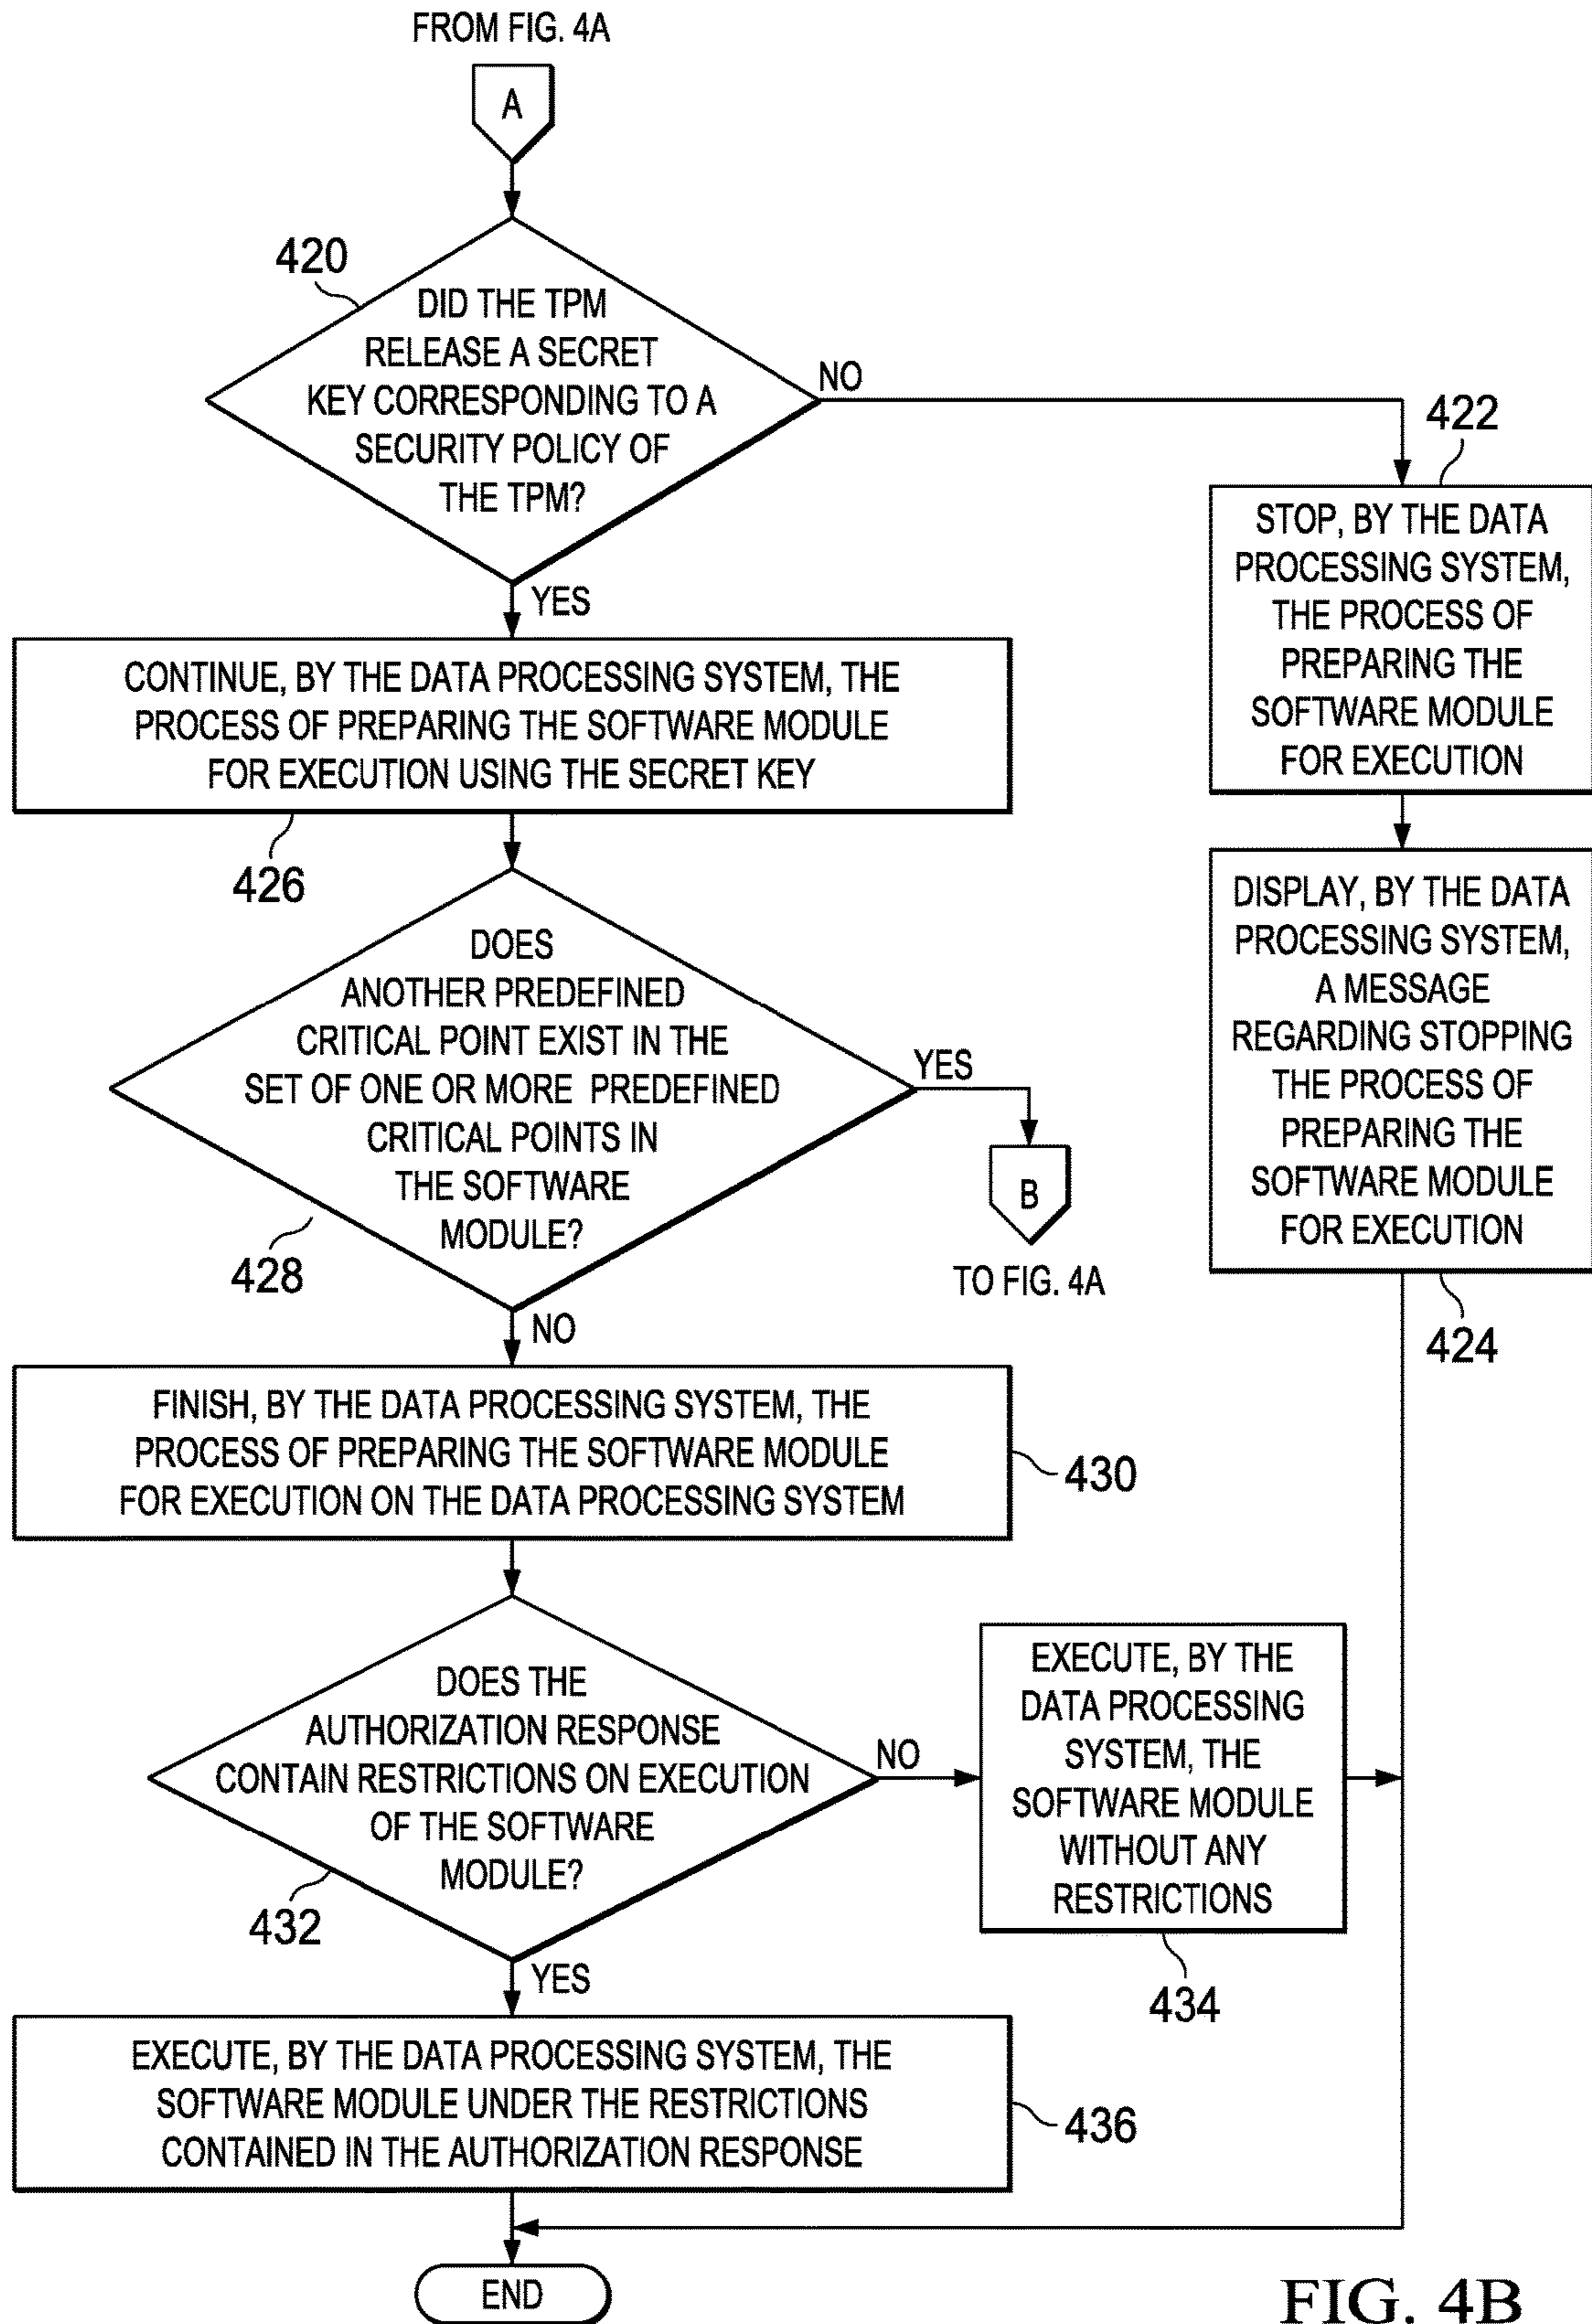 FROM FIG. 4A
A
420
DID THE TPM
RELEASE A SECRET
KEY CORRESPONDING TO A
SECURITY POLICY OF
THE TPM?
NO
YES
422
STOP, BY THE DATA
PROCESSING SYSTEM,
THE PROCESS OF
PREPARING THE
SOFTWARE MODULE
FOR EXECUTION
CONTINUE, BY THE DATA PROCESSING SYSTEM, THE
PROCESS OF PREPARING THE SOFTWARE MODULE
FOR EXECUTION USING THE SECRET KEY
426
DISPLAY, BY THE DATA
PROCESSING SYSTEM,
A MESSAGE
REGARDING STOPPING
THE PROCESS OF
PREPARING THE
SOFTWARE MODULE
FOR EXECUTION
424
DOES
ANOTHER PREDEFINED
CRITICAL POINT EXIST IN THE
SET OF ONE OR MORE PREDEFINED
CRITICAL POINTS IN
THE SOFTWARE
MODULE?
428
YES
B
TO FIG. 4A
NO
FINISH, BY THE DATA PROCESSING SYSTEM, THE
PROCESS OF PREPARING THE SOFTWARE MODULE
FOR EXECUTION ON THE DATA PROCESSING SYSTEM
430
DOES THE
AUTHORIZATION RESPONSE
CONTAIN RESTRICTIONS ON EXECUTION
OF THE SOFTWARE
MODULE?
432
NO
EXECUTE, BY THE
DATA PROCESSING
SYSTEM, THE
SOFTWARE MODULE
WITHOUT ANY
RESTRICTIONS
434
YES
EXECUTE, BY THE DATA PROCESSING SYSTEM, THE
SOFTWARE MODULE UNDER THE RESTRICTIONS
CONTAINED IN THE AUTHORIZATION RESPONSE
436
END
FIG. 4B